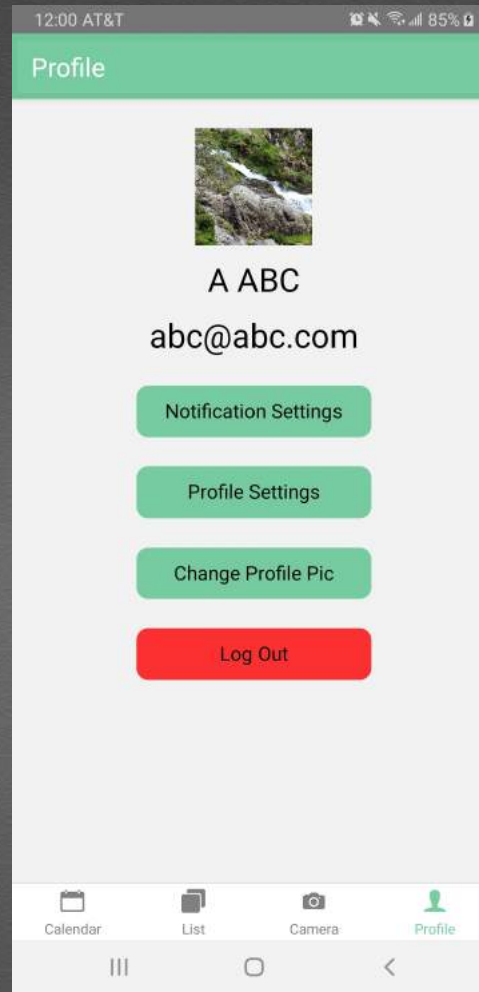 12:00 AT&T 85%
Profile
A ABC
abc@abc.com
Notification Settings
Profile Settings
Change Profile Pic
Log Out
Calendar List Camera Profile